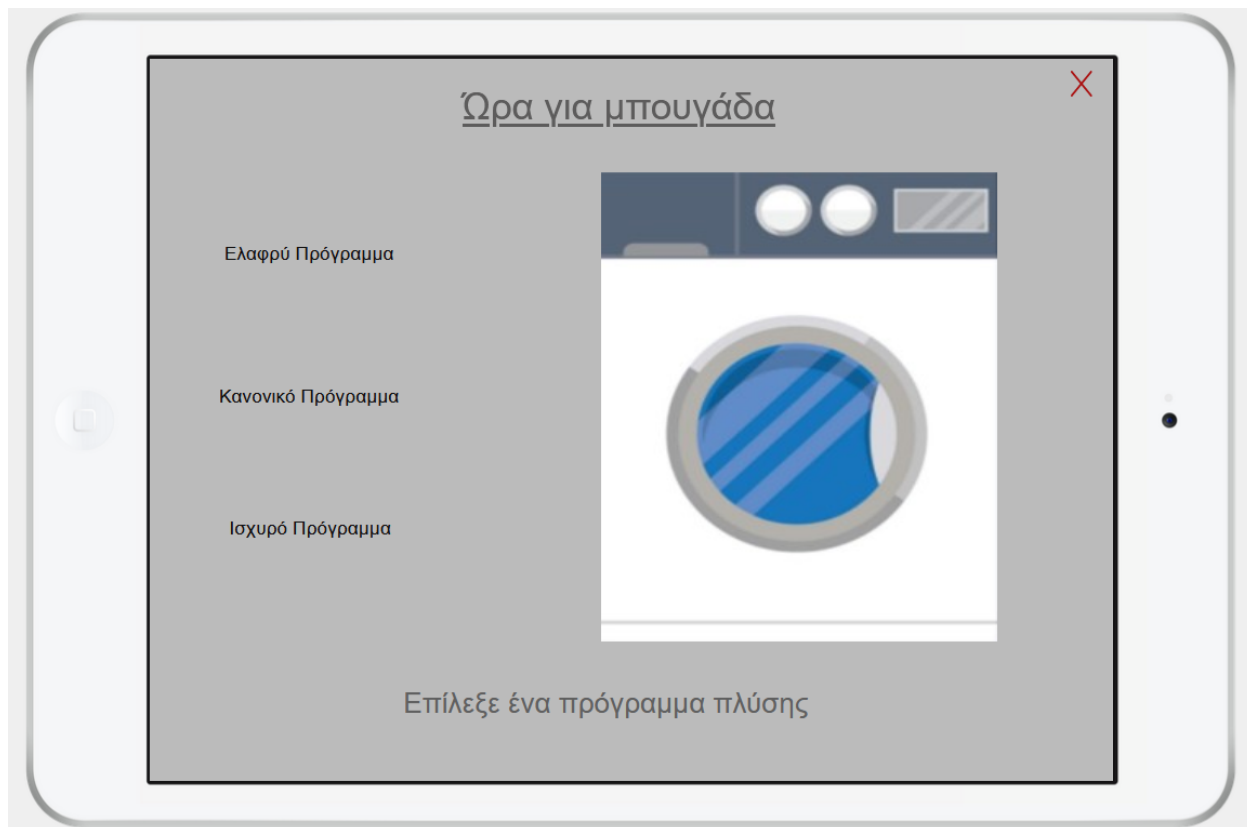 Ώρα για μπουγάδα
Ελαφρύ Πρόγραμμα
Κανονικό Πρόγραμμα
Ισχυρό Πρόγραμμα
Επίλεξε ένα πρόγραμμα πλύσης